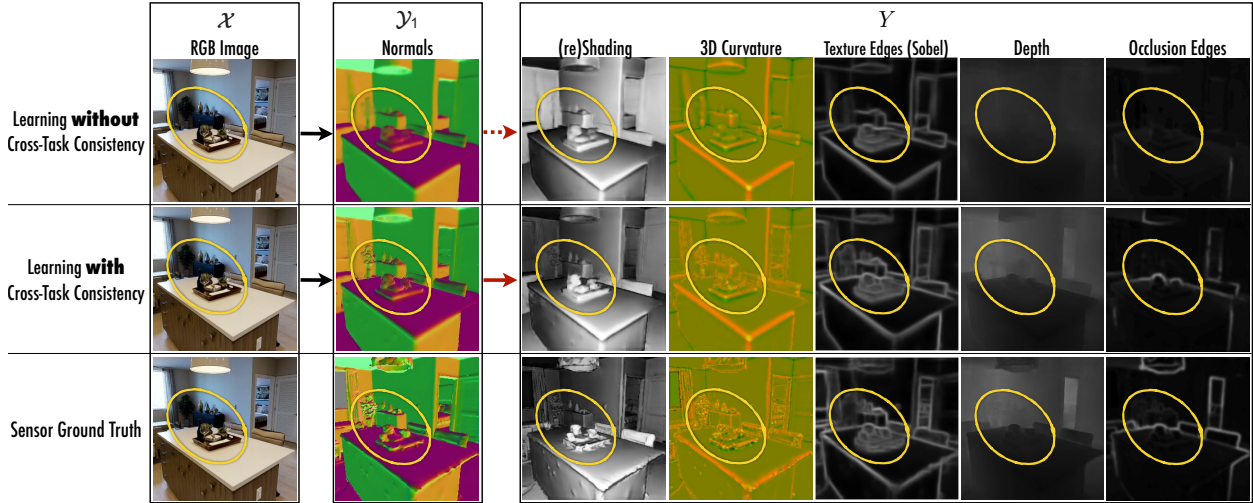 𝒳
𝒴₁
Y
RGB Image
Normals
(re)Shading
3D Curvature
Texture Edges (Sobel)
Depth
Occlusion Edges
Learning without
Cross-Task Consistency
Learning with
Cross-Task Consistency
Sensor Ground Truth